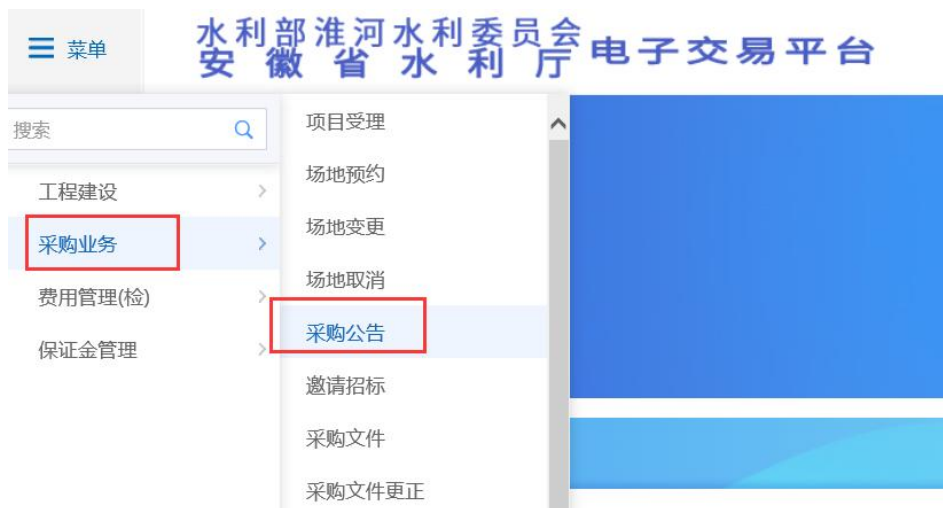 菜单
水利部淮河水利委员会
安徽省水利厅
电子交易平台
搜索
工程建设
采购业务
费用管理(检)
保证金管理
项目受理
场地预约
场地变更
场地取消
采购公告
邀请招标
采购文件
采购文件更正